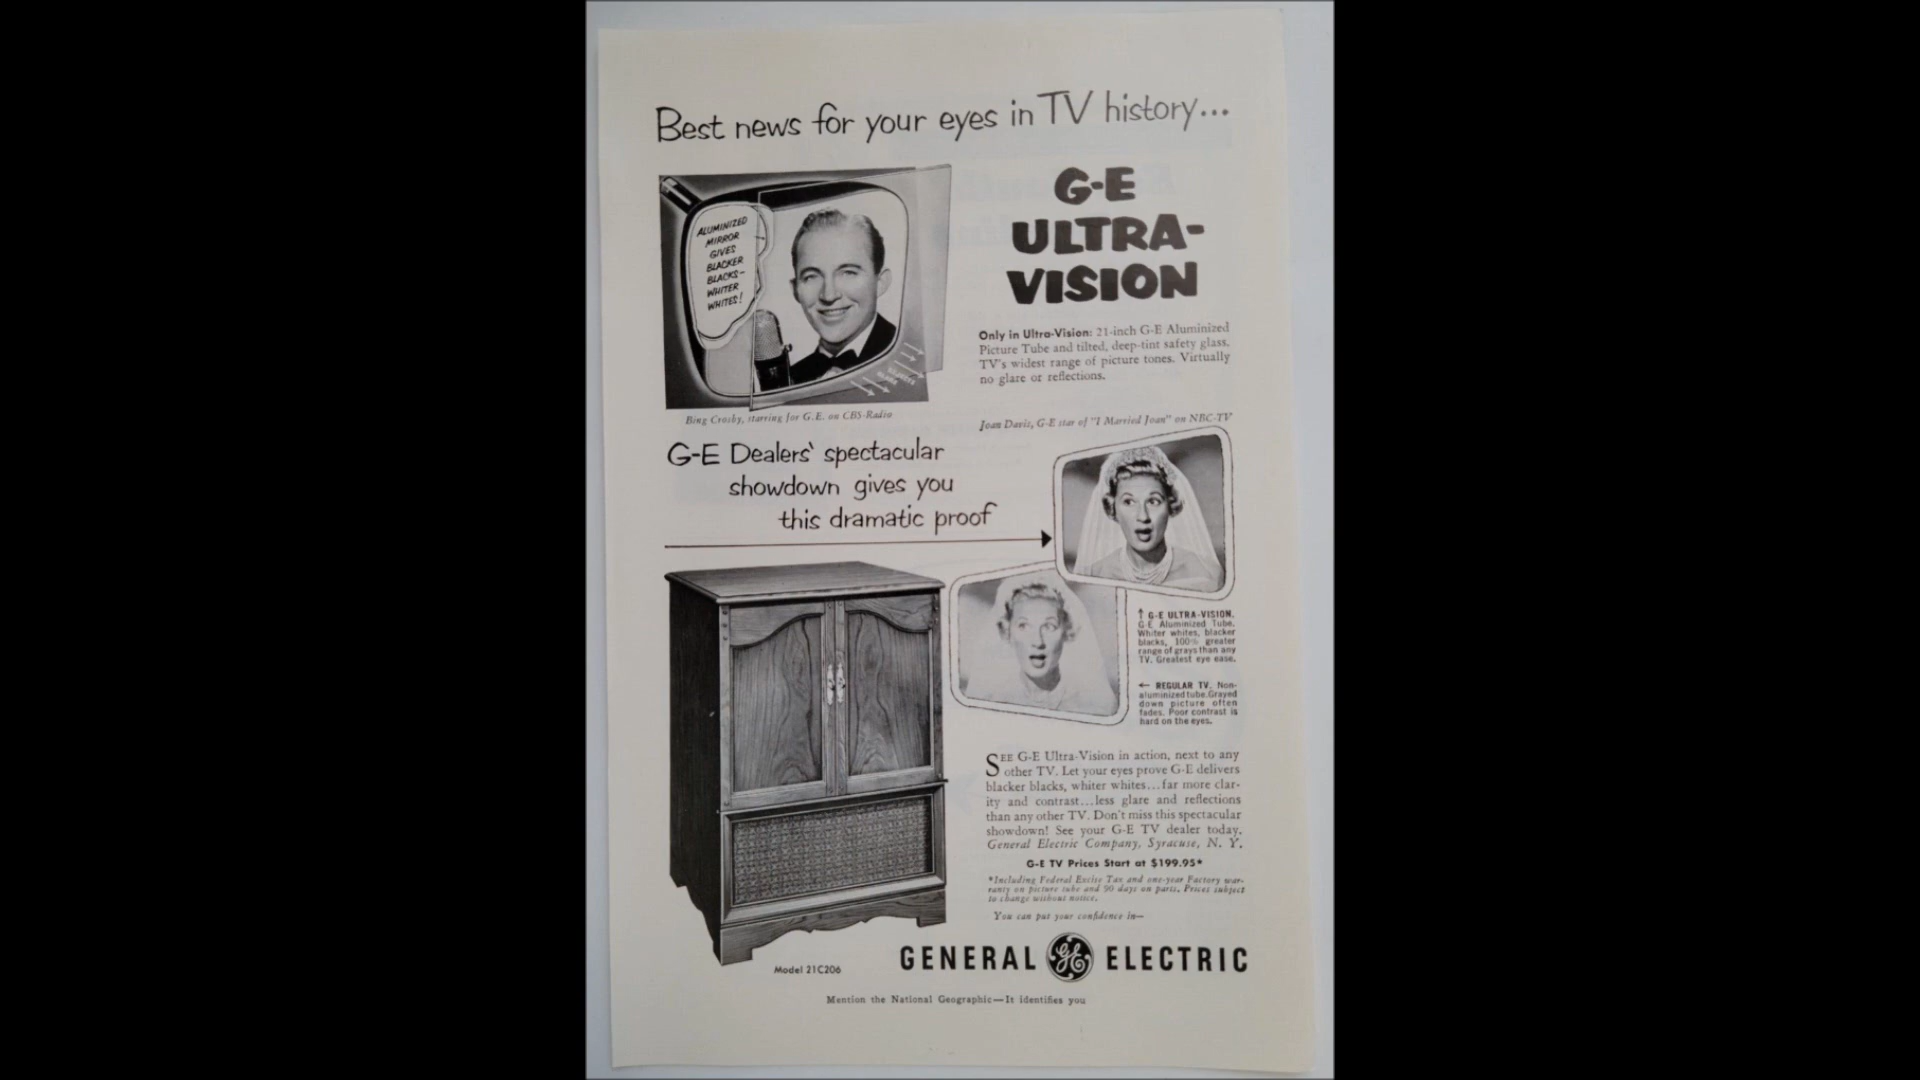 Best news for your eyes in TV history...
G-E
ULTRA-
VISION
ALUMINIZED
MIRROR
GIVES
BLACKER
BLACKS-
WHITER
WHITES!
Only in Ultra-Vision: 21-inch G-E Aluminized
Picture Tube and tilted, deep-tint safety glass.
TV's widest range of picture tones. Virtually
no glare or reflections.
Bing Crosby, starring for G.E. on CBS-Radio
Joan Davis, G-E star of "I Married Joan" on NBC-TV
G-E Dealers' spectacular
showdown gives you
this dramatic proof
↑ G-E ULTRA-VISION.
G-E Aluminized Tube.
Whiter whites, blacker
blacks, 100% greater
range of grays than any
TV. Greatest eye ease.
← REGULAR TV. Non-
aluminized tube. Grayed
down picture often
fades. Poor contrast is
hard on the eyes.
SEE G-E Ultra-Vision in action, next to any
other TV. Let your eyes prove G-E delivers
blacker blacks, whiter whites...far more clar-
ity and contrast...less glare and reflections
than any other TV. Don't miss this spectacular
showdown! See your G-E TV dealer today.
General Electric Company, Syracuse, N. Y.
G-E TV Prices Start at $199.95*
*Including Federal Excise Tax and one-year Factory war-
ranty on picture tube and 90 days on parts. Prices subject
to change without notice.
You can put your confidence in—
GENERAL GE ELECTRIC
Model 21C206
Mention the National Geographic—It identifies you